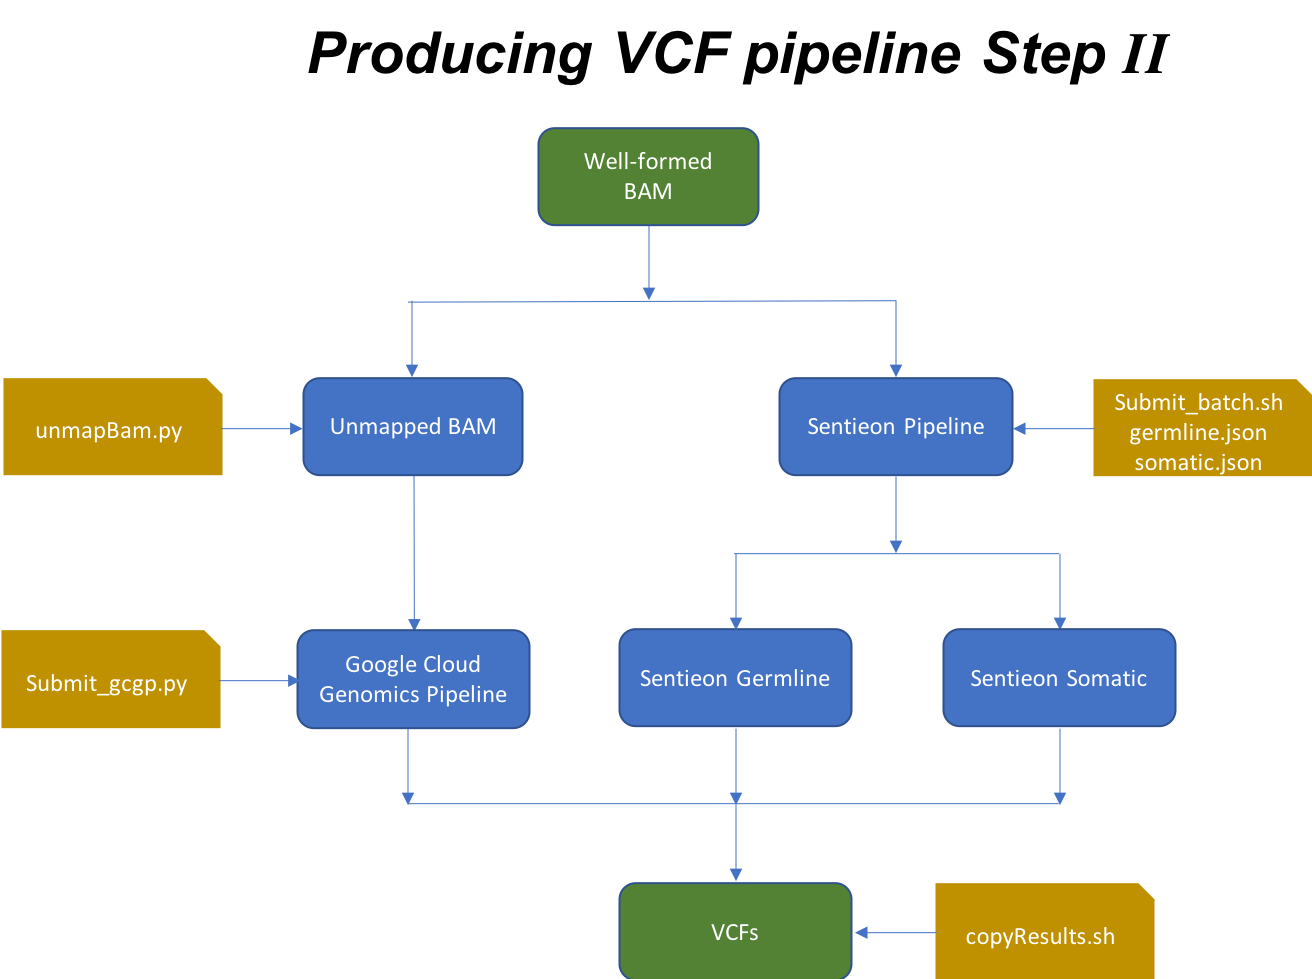 Producing VCF pipeline Step II
Well-formed
BAM
unmapBam.py
Unmapped BAM
Sentieon Pipeline
Submit_batch.sh
germline.json
somatic.json
Submit_gcgp.py
Google Cloud
Genomics Pipeline
Sentieon Germline
Sentieon Somatic
VCFs
copyResults.sh